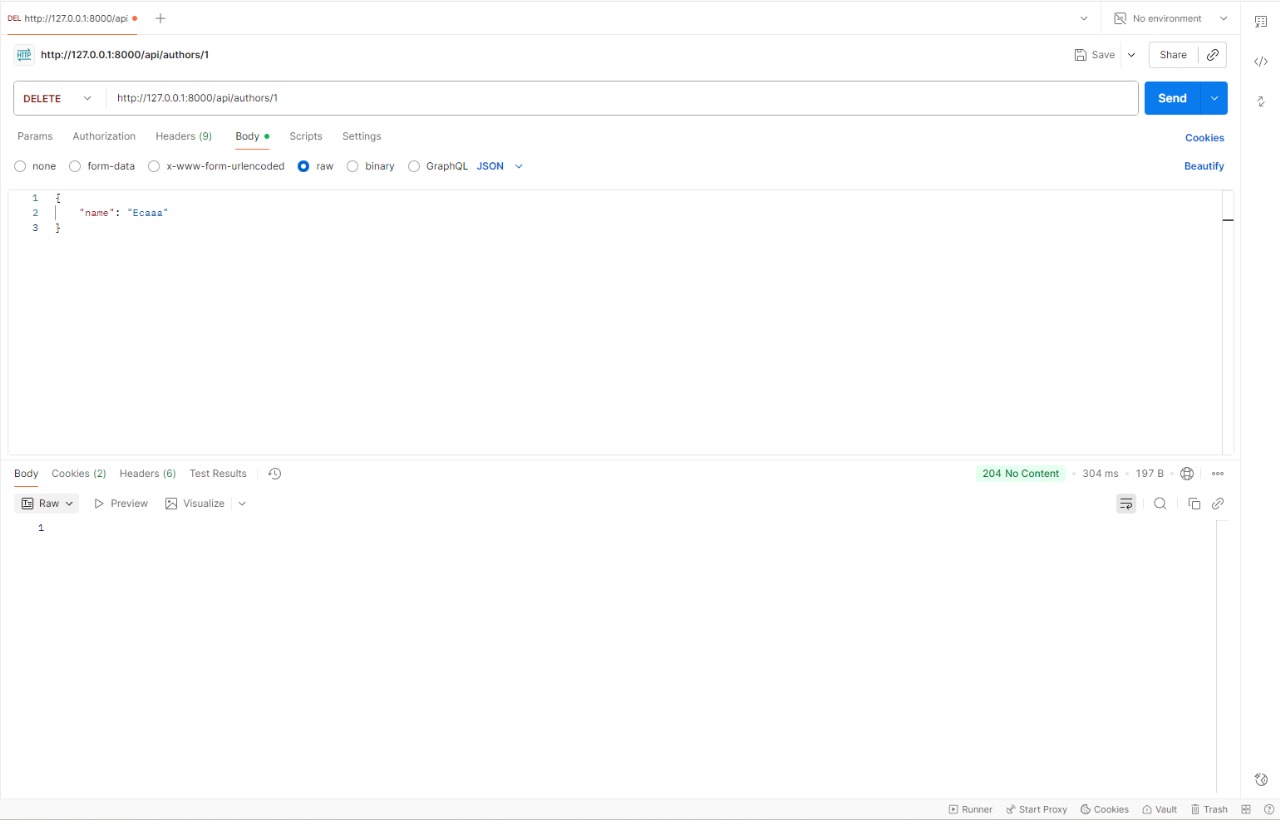 DEL http://127.0.0.1:8000/api
No environment
HTTP http://127.0.0.1:8000/api/authors/1
Save
Share
DELETE http://127.0.0.1:8000/api/authors/1
Send
Params Authorization Headers (9) Body Scripts Settings
Cookies
none form-data x-www-form-urlencoded raw binary GraphQL JSON
Beautify
1 {
2 "name": "Ecaaa"
3 }
Body Cookies (2) Headers (6) Test Results
204 No Content 304 ms 197 B
Raw Preview Visualize
1
Runner Start Proxy Cookies Vault Trash